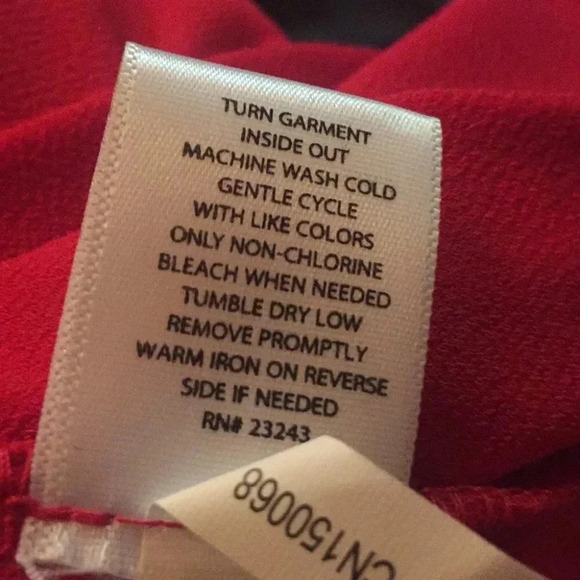 TURN GARMENT
INSIDE OUT
MACHINE WASH COLD
GENTLE CYCLE
WITH LIKE COLORS
ONLY NON-CHLORINE
BLEACH WHEN NEEDED
TUMBLE DRY LOW
REMOVE PROMPTLY
WARM IRON ON REVERSE
SIDE IF NEEDED
RN# 23243
CN150068